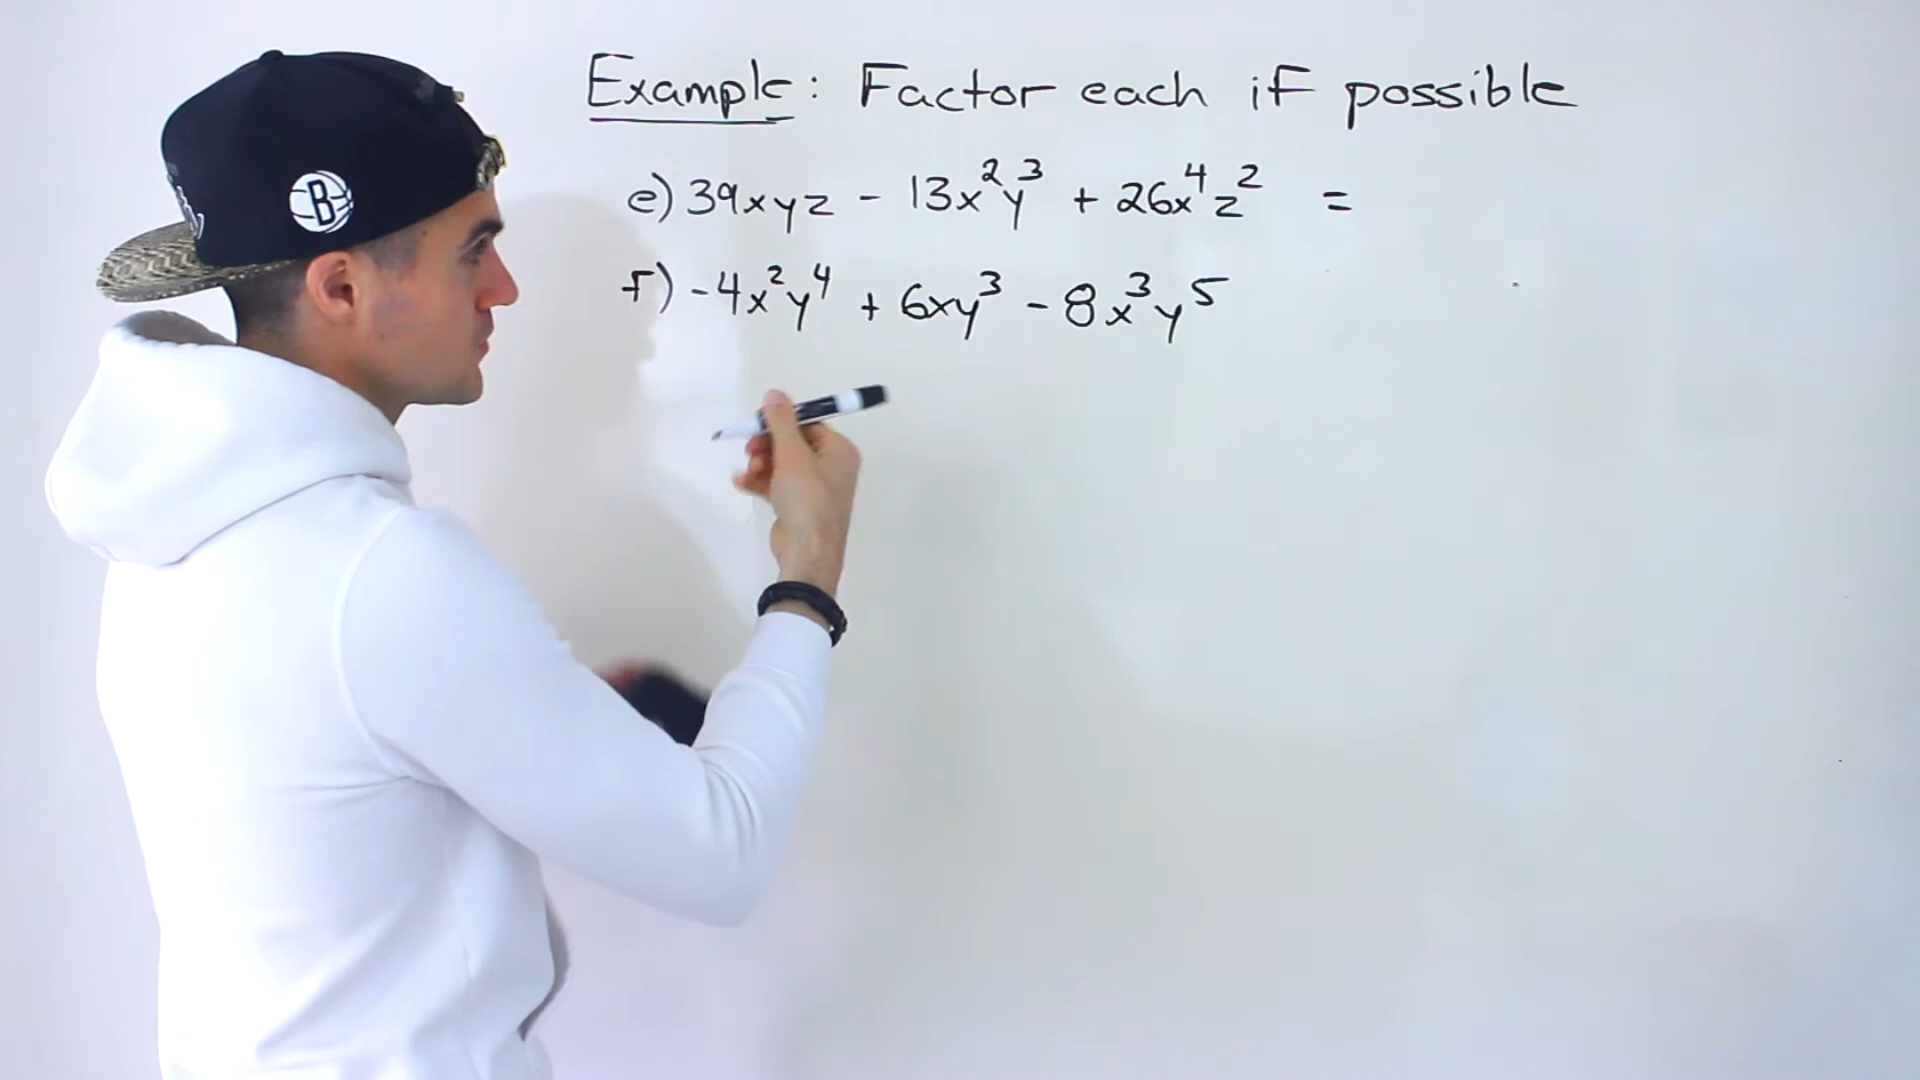 Example: Factor each if possible
e) 39xyz - 13x²y³ + 26x⁴z² =
f) -4x²y⁴ + 6xy³ - 8x³y⁵
B